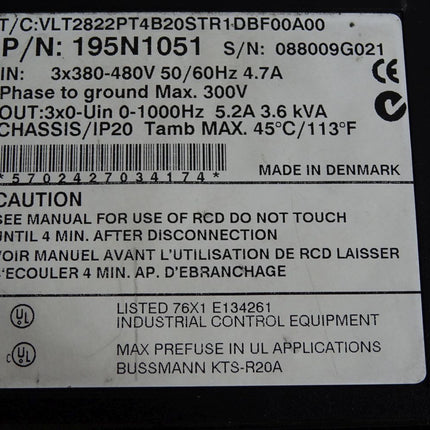 T/C:VLT2822PT4B20STR1DBF00A00
P/N: 195N1051 S/N: 088009G021
IN: 3x380-480V 50/60Hz 4.7A
Phase to ground Max. 300V
OUT:3x0-Uin 0-1000Hz 5.2A 3.6 kVA
CHASSIS/IP20 Tamb MAX. 45°C/113°F
*5702427034174*
MADE IN DENMARK
CAUTION
SEE MANUAL FOR USE OF RCD DO NOT TOUCH
UNTIL 4 MIN. AFTER DISCONNECTION
VOIR MANUEL AVANT L'UTILISATION DE RCD LAISSER
S'ECOULER 4 MIN. AP. D'EBRANCHAGE
UL LISTED 76X1 E134261
INDUSTRIAL CONTROL EQUIPMENT
c UL MAX PREFUSE IN UL APPLICATIONS
BUSSMANN KTS-R20A